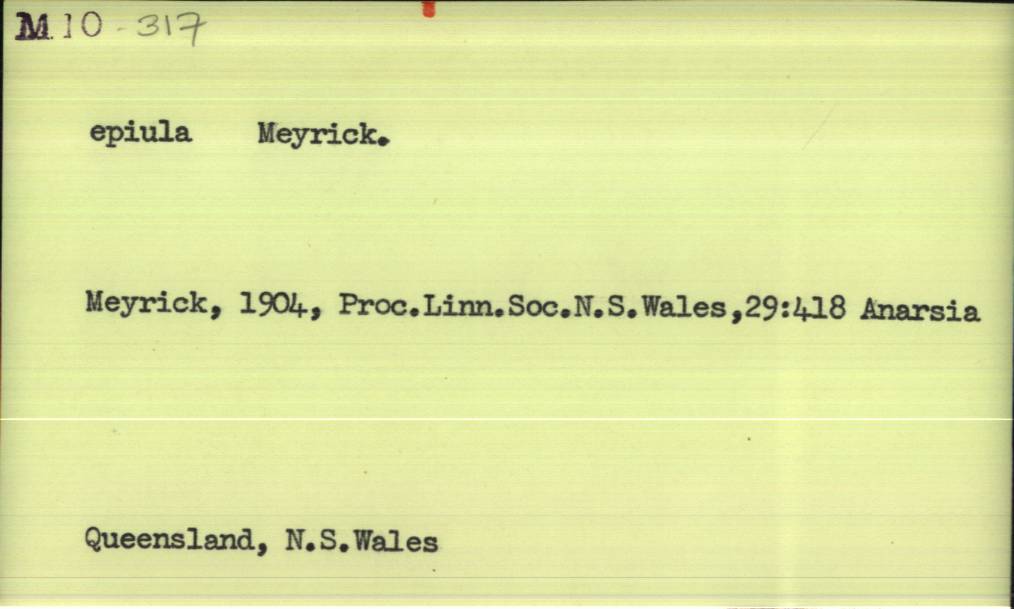 M.10-317
epiula Meyrick.
Meyrick, 1904, Proc.Linn.Soc.N.S.Wales,29:418 Anarsia
Queensland, N.S.Wales